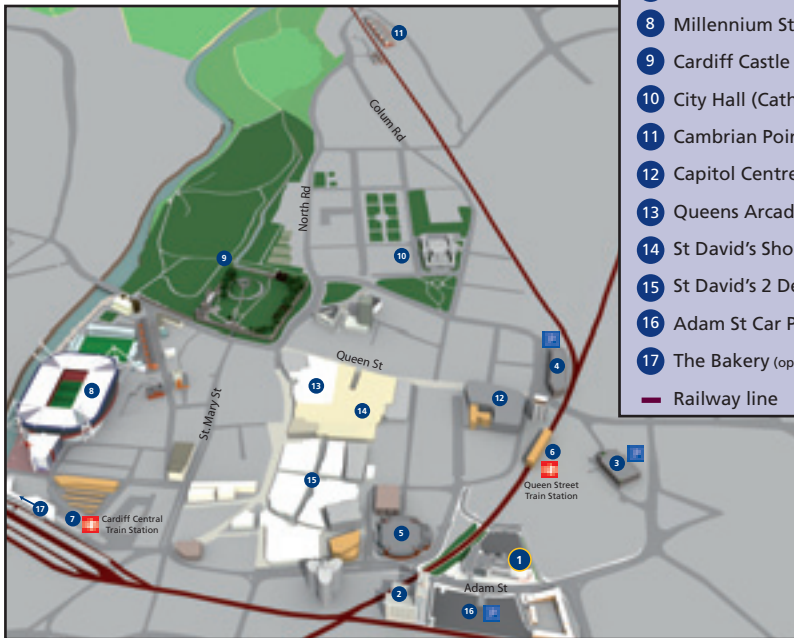 8 Millennium St
9 Cardiff Castle
10 City Hall (Cath
11 Cambrian Poin
12 Capitol Centre
13 Queens Arcad
14 St David's Sho
15 St David's 2 De
16 Adam St Car P
17 The Bakery (op
Railway line
11
Colum Rd
North Rd
9
10
Queen St
4
8
13
12
St. Mary St
14
6
3
15
Queen Street
Train Station
17
7
Cardiff Central
Train Station
5
1
2
Adam St
16